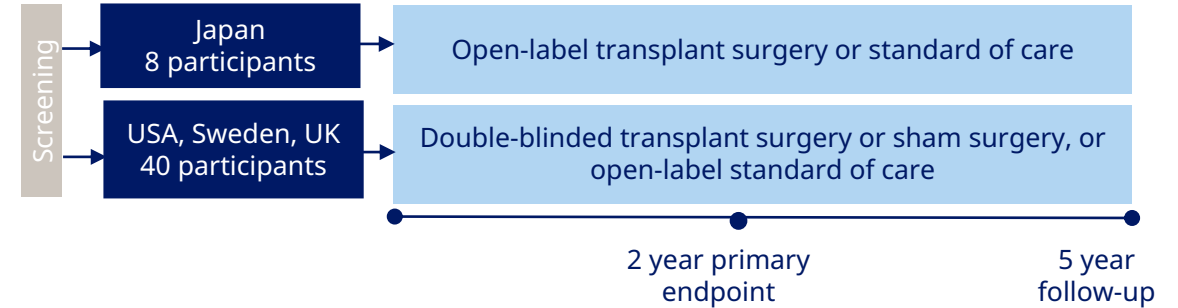 Screening
Japan
8 participants
Open-label transplant surgery or standard of care
USA, Sweden, UK
40 participants
Double-blinded transplant surgery or sham surgery, or
open-label standard of care
2 year primary
endpoint
5 year
follow-up